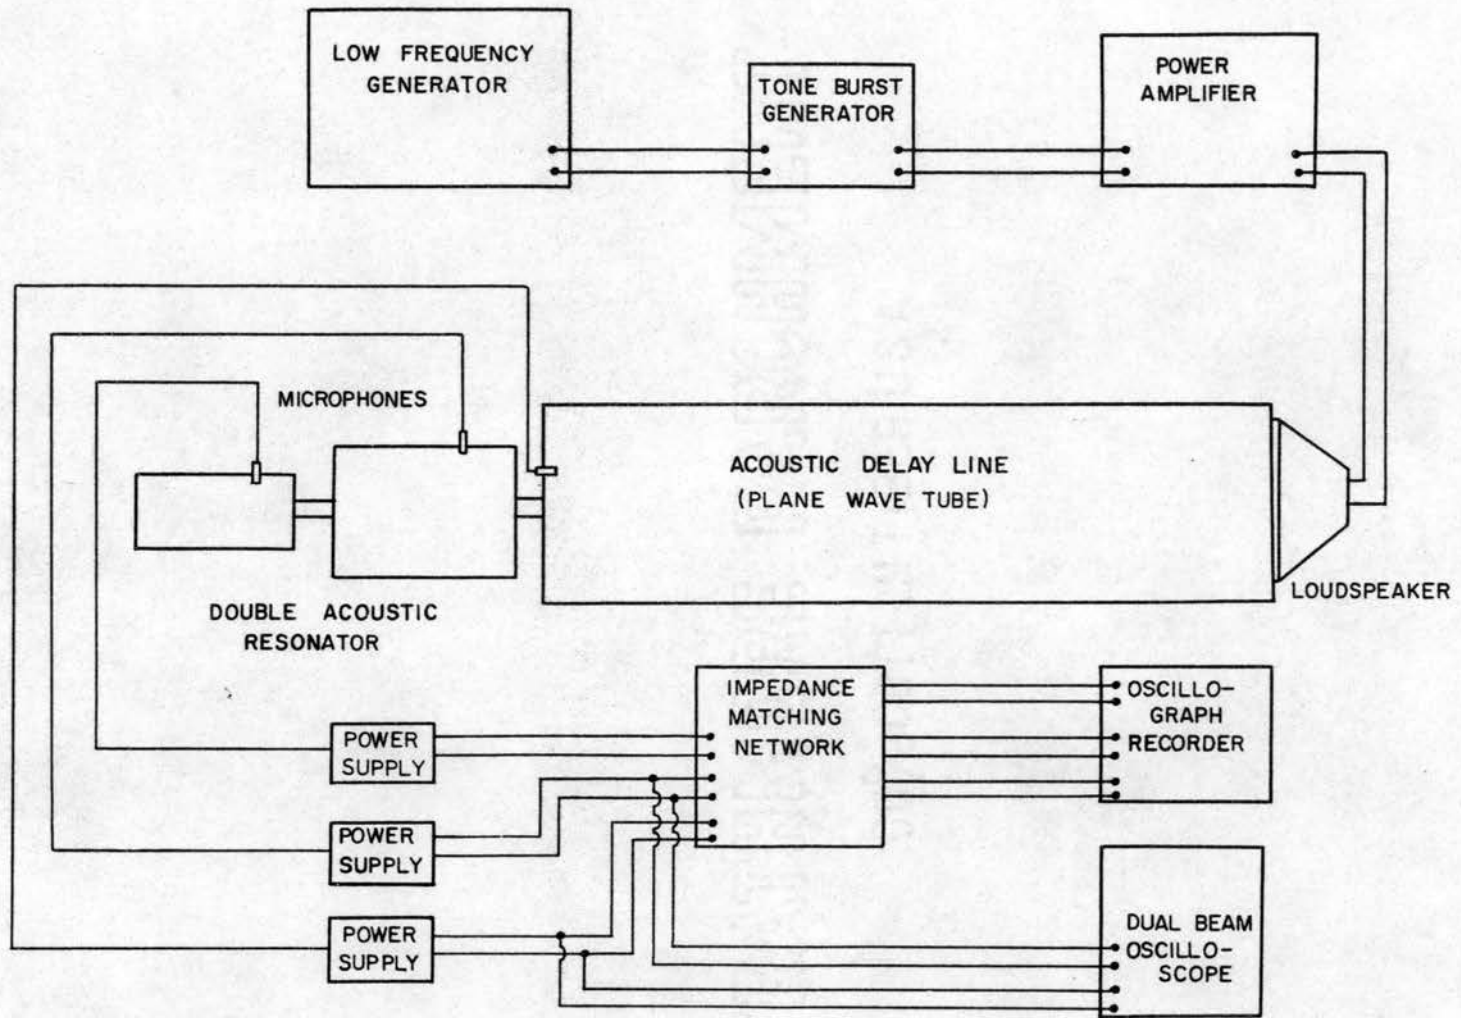 LOW FREQUENCY
GENERATOR
TONE BURST
GENERATOR
POWER
AMPLIFIER
MICROPHONES
ACOUSTIC DELAY LINE
(PLANE WAVE TUBE)
LOUDSPEAKER
DOUBLE ACOUSTIC
RESONATOR
IMPEDANCE
MATCHING
NETWORK
OSCILLO-
GRAPH
RECORDER
POWER
SUPPLY
POWER
SUPPLY
POWER
SUPPLY
DUAL BEAM
OSCILLO-
SCOPE